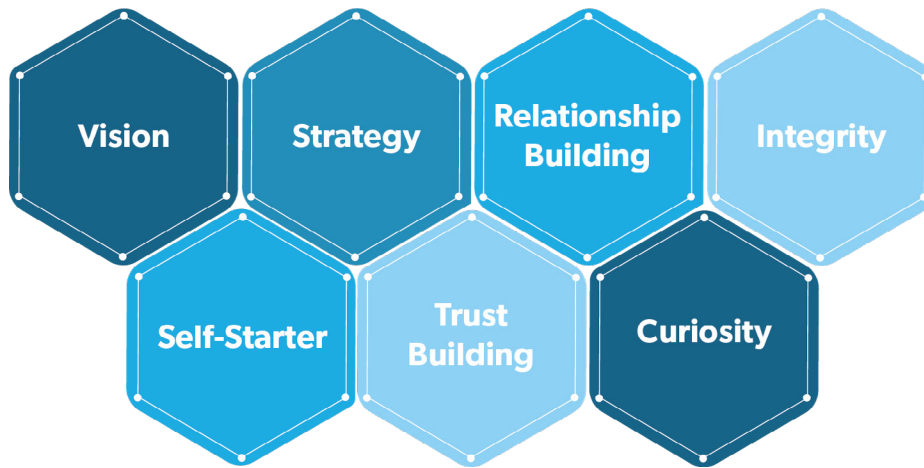 Vision
Strategy
Relationship
Building
Integrity
Self-Starter
Trust
Building
Curiosity